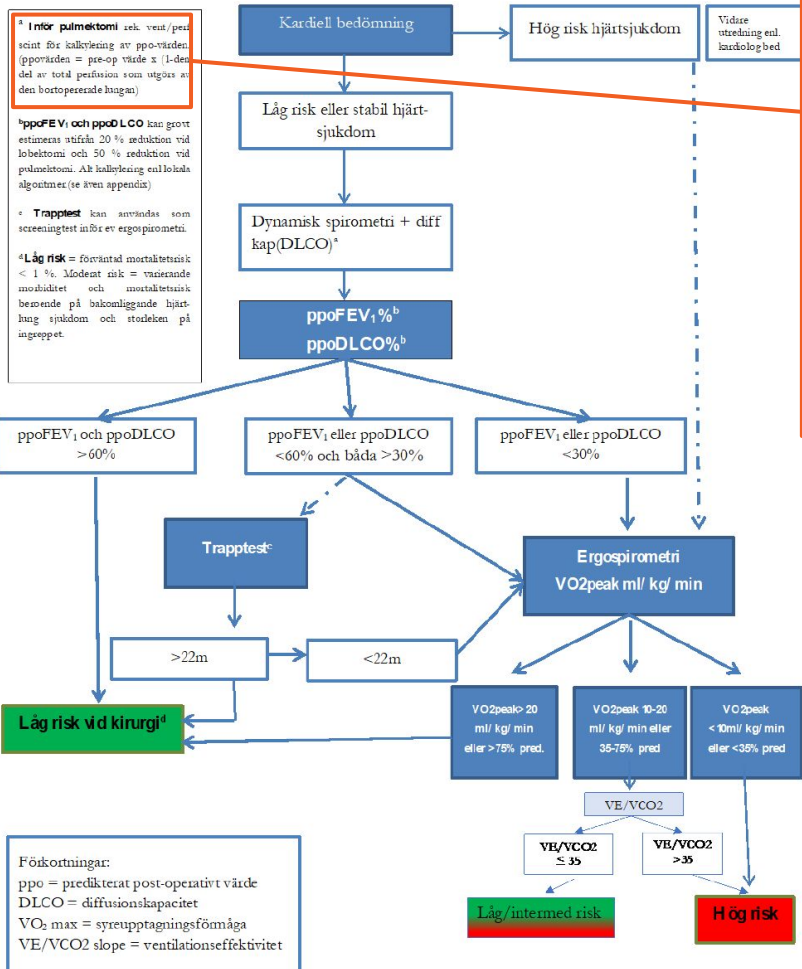 ᵃ Inför pulmektomi rek. vent/perf
scint för kalkylering av ppo-värden.
(ppovärden = pre-op värde x (1-den
del av total perfusion som utgörs av
den bortopererade lungan)
ᵇppoFEV₁ och ppoDLCO kan grovt
estimeras utifrån 20 % reduktion vid
lobektomi och 50 % reduktion vid
pulmektomi. Alt kalkylering enl lokala
algoritmer.(se även appendix)
ᶜ Trapptest kan användas som
screeningtest inför ev ergospirometri.
ᵈLåg risk = förväntad mortalitetsrisk
< 1 %. Moderat risk = varierande
morbiditet och mortalitetsrisk
beroende på bakomliggande hjärt-
lung sjukdom och storleken på
ingreppet.
Kardiell bedömning
Hög risk hjärtsjukdom
Vidare
utredning enl.
kardiolog bed
Låg risk eller stabil hjärt-
sjukdom
Dynamisk spirometri + diff
kap(DLCO)ᵃ
ppoFEV₁%ᵇ
ppoDLCO%ᵇ
ppoFEV₁ och ppoDLCO
>60%
ppoFEV₁ eller ppoDLCO
<60% och båda >30%
ppoFEV₁ eller ppoDLCO
<30%
Trapptestᶜ
Ergospirometri
VO2peak ml/ kg/ min
>22m
<22m
Låg risk vid kirurgiᵈ
VO2peak> 20
ml/ kg/ min
eller >75% pred.
VO2peak 10-20
ml/ kg/ min eller
35-75% pred
VO2peak
<10ml/ kg/ min
eller <35% pred
VE/VCO2
VE/VCO2
≤ 35
VE/VCO2
>35
Låg/intermed risk
Hög risk
Förkortningar:
ppo = predikterat post-operativt värde
DLCO = diffusionskapacitet
VO₂ max = syreupptagningsförmåga
VE/VCO2 slope = ventilationseffektivitet